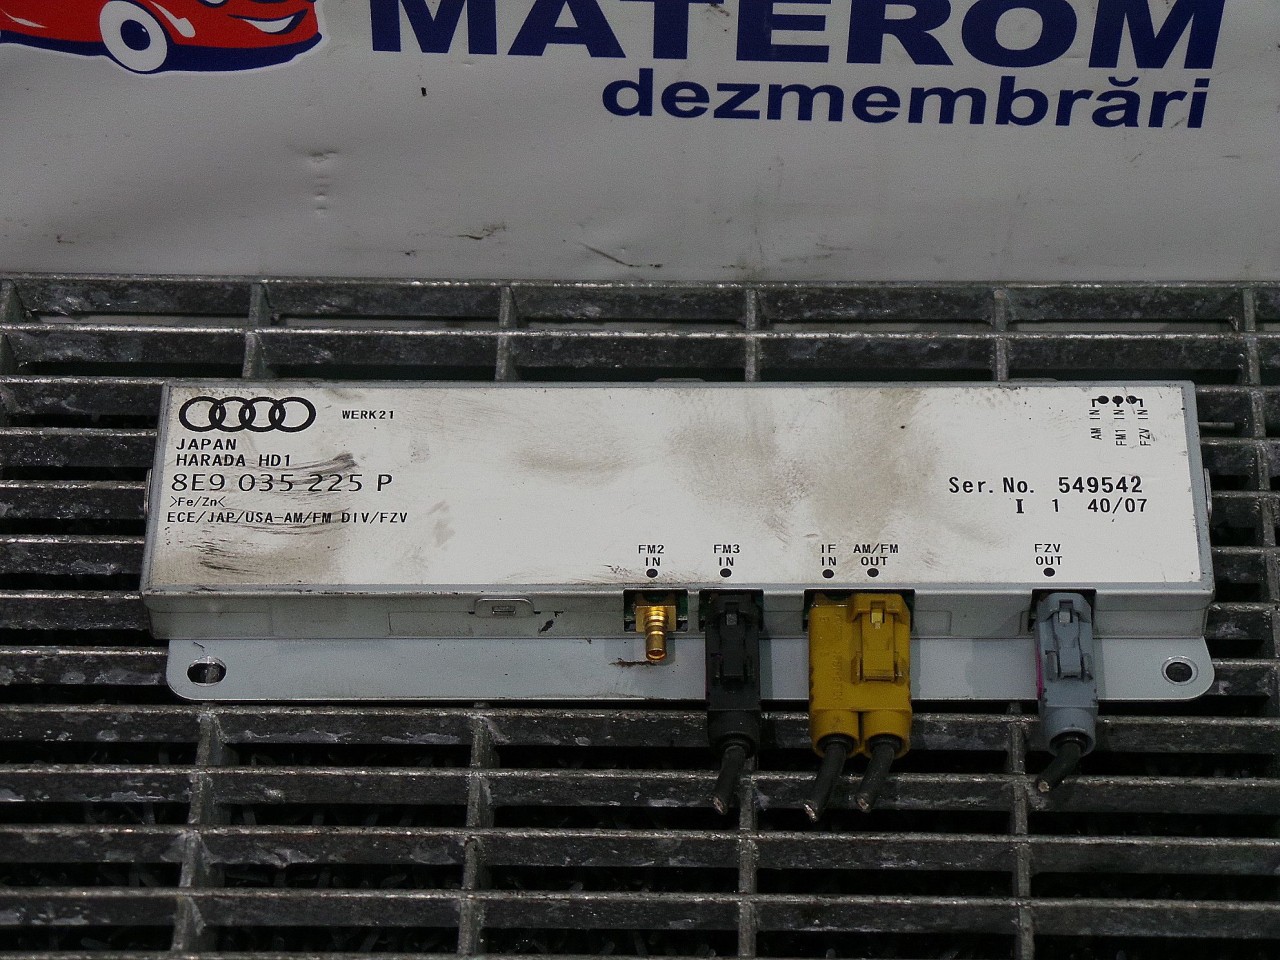 MATEROM
dezmembrări
WERK21
JAPAN
HARADA HD1
8E9 035 225 P
>Fe/Zn<
ECE/JAP/USA-AM/FM DIV/FZV
AM IN
FM1 IN
FZV IN
Ser. No. 549542
I 1 40/07
FM2 IN
FM3 IN
IF IN
AM/FM OUT
FZV OUT